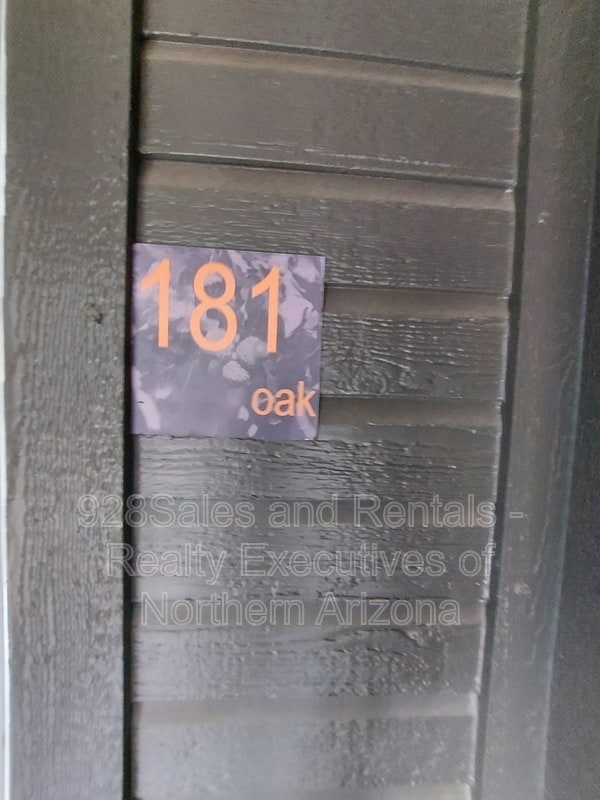 181
oak
928Sales and Rentals -
Realty Executives of
Northern Arizona